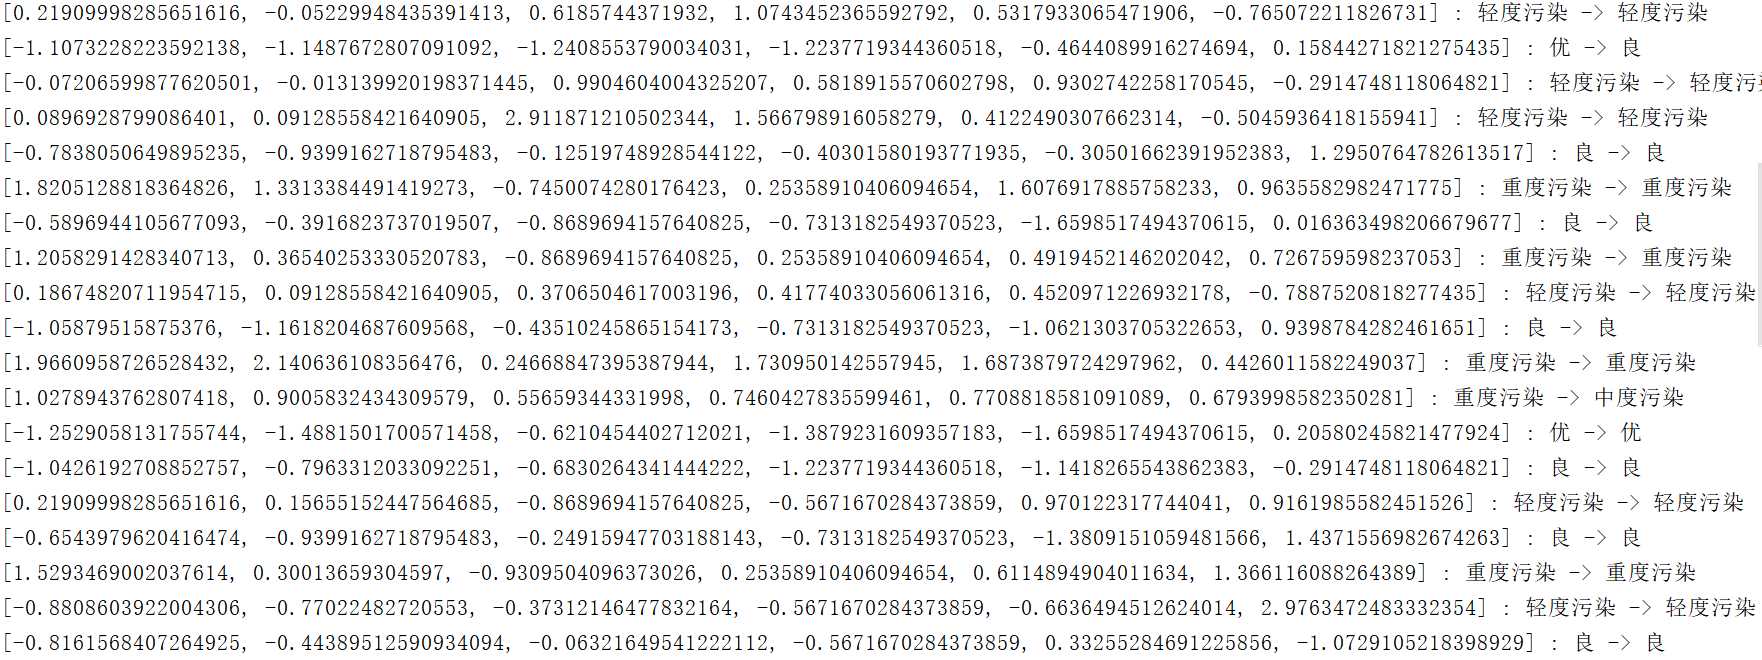 [0.21909998285651616, -0.05229948435391413, 0.6185744371932, 1.0743452365592792, 0.5317933065471906, -0.765072211826731] : 轻度污染 -> 轻度污染
[-1.1073228223592138, -1.1487672807091092, -1.2408553790034031, -1.2237719344360518, -0.4644089916274694, 0.15844271821275435] : 优 -> 良
[-0.07206599877620501, -0.013139920198371445, 0.9904604004325207, 0.5818915570602798, 0.9302742258170545, -0.2914748118064821] : 轻度污染 -> 轻度污
[0.0896928799086401, 0.09128558421640905, 2.911871210502344, 1.566798916058279, 0.4122490307662314, -0.5045936418155941] : 轻度污染 -> 轻度污染
[-0.7838050649895235, -0.9399162718795483, -0.12519748928544122, -0.40301580193771935, -0.30501662391952383, 1.2950764782613517] : 良 -> 良
[1.8205128818364826, 1.3313384491419273, -0.7450074280176423, 0.25358910406094654, 1.6076917885758233, 0.9635582982471775] : 重度污染 -> 重度污染
[-0.5896944105677093, -0.3916823737019507, -0.8689694157640825, -0.7313182549370523, -1.6598517494370615, 0.016363498206679677] : 良 -> 良
[1.2058291428340713, 0.36540253330520783, -0.8689694157640825, 0.25358910406094654, 0.4919452146202042, 0.726759598237053] : 重度污染 -> 重度污染
[0.18674820711954715, 0.09128558421640905, 0.3706504617003196, 0.41774033056061316, 0.4520971226932178, -0.7887520818277435] : 轻度污染 -> 轻度污染
[-1.05879515875376, -1.1618204687609568, -0.43510245865154173, -0.7313182549370523, -1.0621303705322653, 0.9398784282461651] : 良 -> 良
[1.9660958726528432, 2.140636108356476, 0.24668847395387944, 1.730950142557945, 1.6873879724297962, 0.4426011582249037] : 重度污染 -> 重度污染
[1.0278943762807418, 0.9005832434309579, 0.55659344331998, 0.7460427835599461, 0.7708818581091089, 0.6793998582350281] : 重度污染 -> 中度污染
[-1.2529058131755744, -1.4881501700571458, -0.6210454402712021, -1.3879231609357183, -1.6598517494370615, 0.20580245821477924] : 优 -> 优
[-1.0426192708852757, -0.7963312033092251, -0.6830264341444222, -1.2237719344360518, -1.1418265543862383, -0.2914748118064821] : 良 -> 良
[0.21909998285651616, 0.15655152447564685, -0.8689694157640825, -0.5671670284373859, 0.970122317744041, 0.9161985582451526] : 轻度污染 -> 轻度污染
[-0.6543979620416474, -0.9399162718795483, -0.24915947703188143, -0.7313182549370523, -1.3809151059481566, 1.4371556982674263] : 良 -> 良
[1.5293469002037614, 0.30013659304597, -0.9309504096373026, 0.25358910406094654, 0.6114894904011634, 1.366116088264389] : 重度污染 -> 重度污染
[-0.8808603922004306, -0.77022482720553, -0.37312146477832164, -0.5671670284373859, -0.6636494512624014, 2.9763472483332354] : 轻度污染 -> 轻度污染
[-0.8161568407264925, -0.44389512590934094, -0.06321649541222112, -0.5671670284373859, 0.33255284691225856, -1.0729105218398929] : 良 -> 良